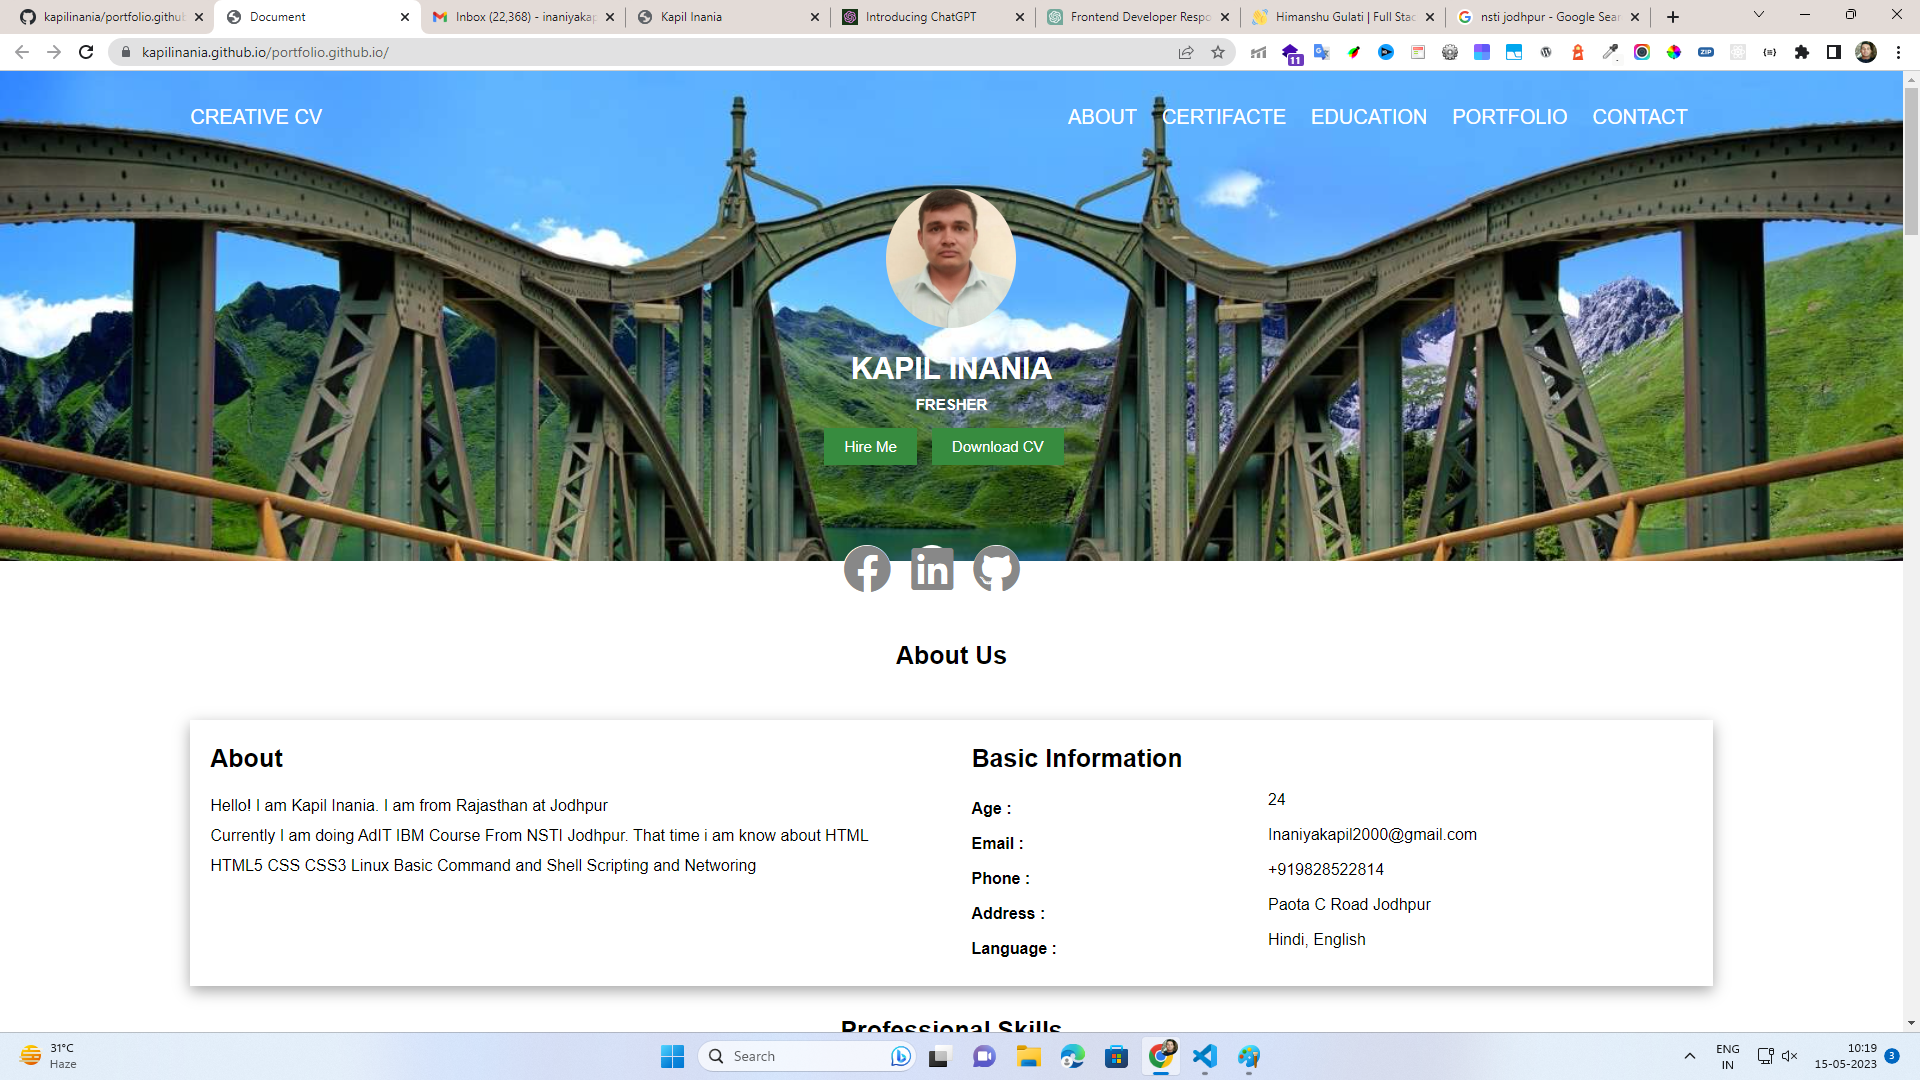 kapilinania/portfolio.github
Document
Inbox (22,368) - inaniyakap
Kapil Inania
Introducing ChatGPT
Frontend Developer Respo
Himanshu Gulati | Full Stac
nsti jodhpur - Google Sear
kapilinania.github.io/portfolio.github.io/
11
ZIP
CREATIVE CV
ABOUT CERTIFACTE EDUCATION PORTFOLIO CONTACT
KAPIL INANIA
FRESHER
Hire Me Download CV
About Us
About
Hello! I am Kapil Inania. I am from Rajasthan at Jodhpur
Currently I am doing AdIT IBM Course From NSTI Jodhpur. That time i am know about HTML
HTML5 CSS CSS3 Linux Basic Command and Shell Scripting and Networing
Basic Information
Age : 24
Email : Inaniyakapil2000@gmail.com
Phone : +919828522814
Address : Paota C Road Jodhpur
Language : Hindi, English
Professional Skills
31°C
Haze
Search
ENG
IN
10:19
15-05-2023
3